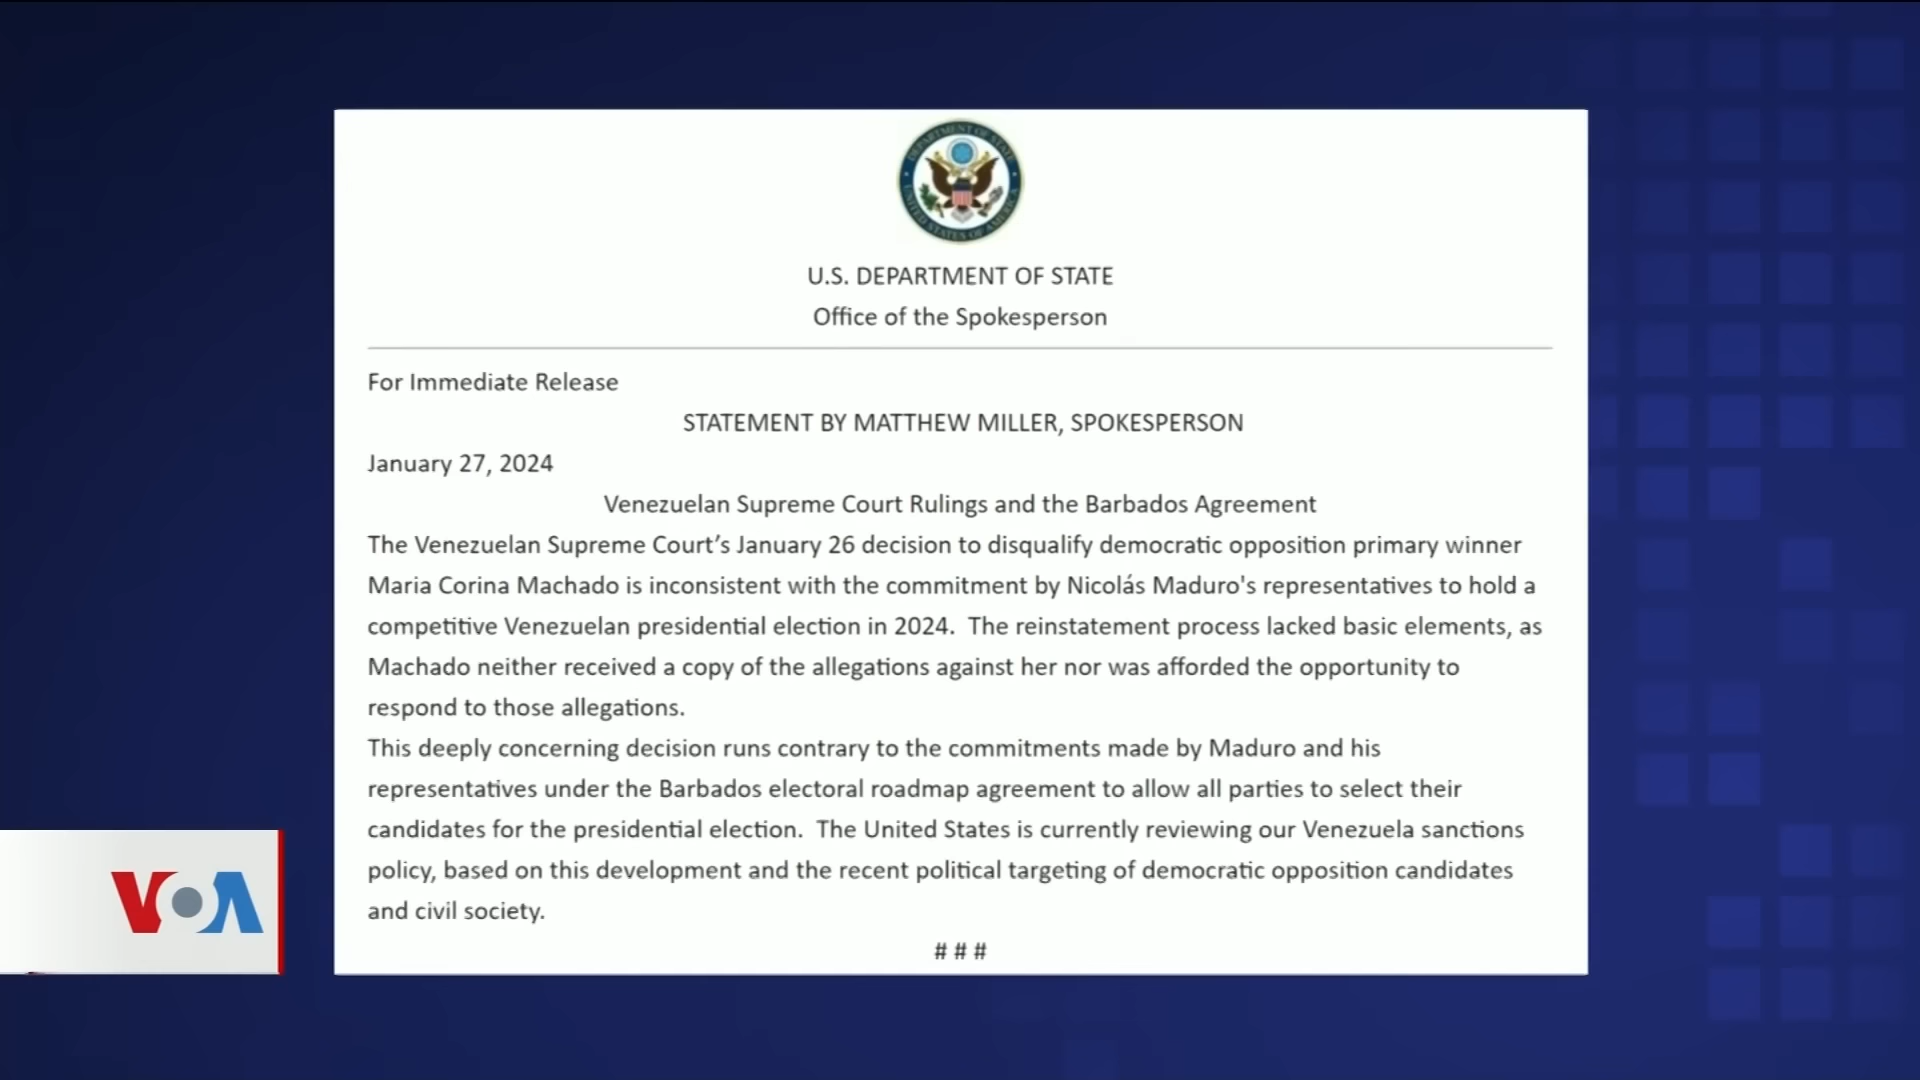 DEPARTMENT OF STATE
UNITED STATES OF AMERICA
U.S. DEPARTMENT OF STATE
Office of the Spokesperson
For Immediate Release
STATEMENT BY MATTHEW MILLER, SPOKESPERSON
January 27, 2024
Venezuelan Supreme Court Rulings and the Barbados Agreement
The Venezuelan Supreme Court’s January 26 decision to disqualify democratic opposition primary winner
Maria Corina Machado is inconsistent with the commitment by Nicolás Maduro's representatives to hold a
competitive Venezuelan presidential election in 2024.  The reinstatement process lacked basic elements, as
Machado neither received a copy of the allegations against her nor was afforded the opportunity to
respond to those allegations.
This deeply concerning decision runs contrary to the commitments made by Maduro and his
representatives under the Barbados electoral roadmap agreement to allow all parties to select their
candidates for the presidential election.  The United States is currently reviewing our Venezuela sanctions
policy, based on this development and the recent political targeting of democratic opposition candidates
and civil society.
# # #
VOA